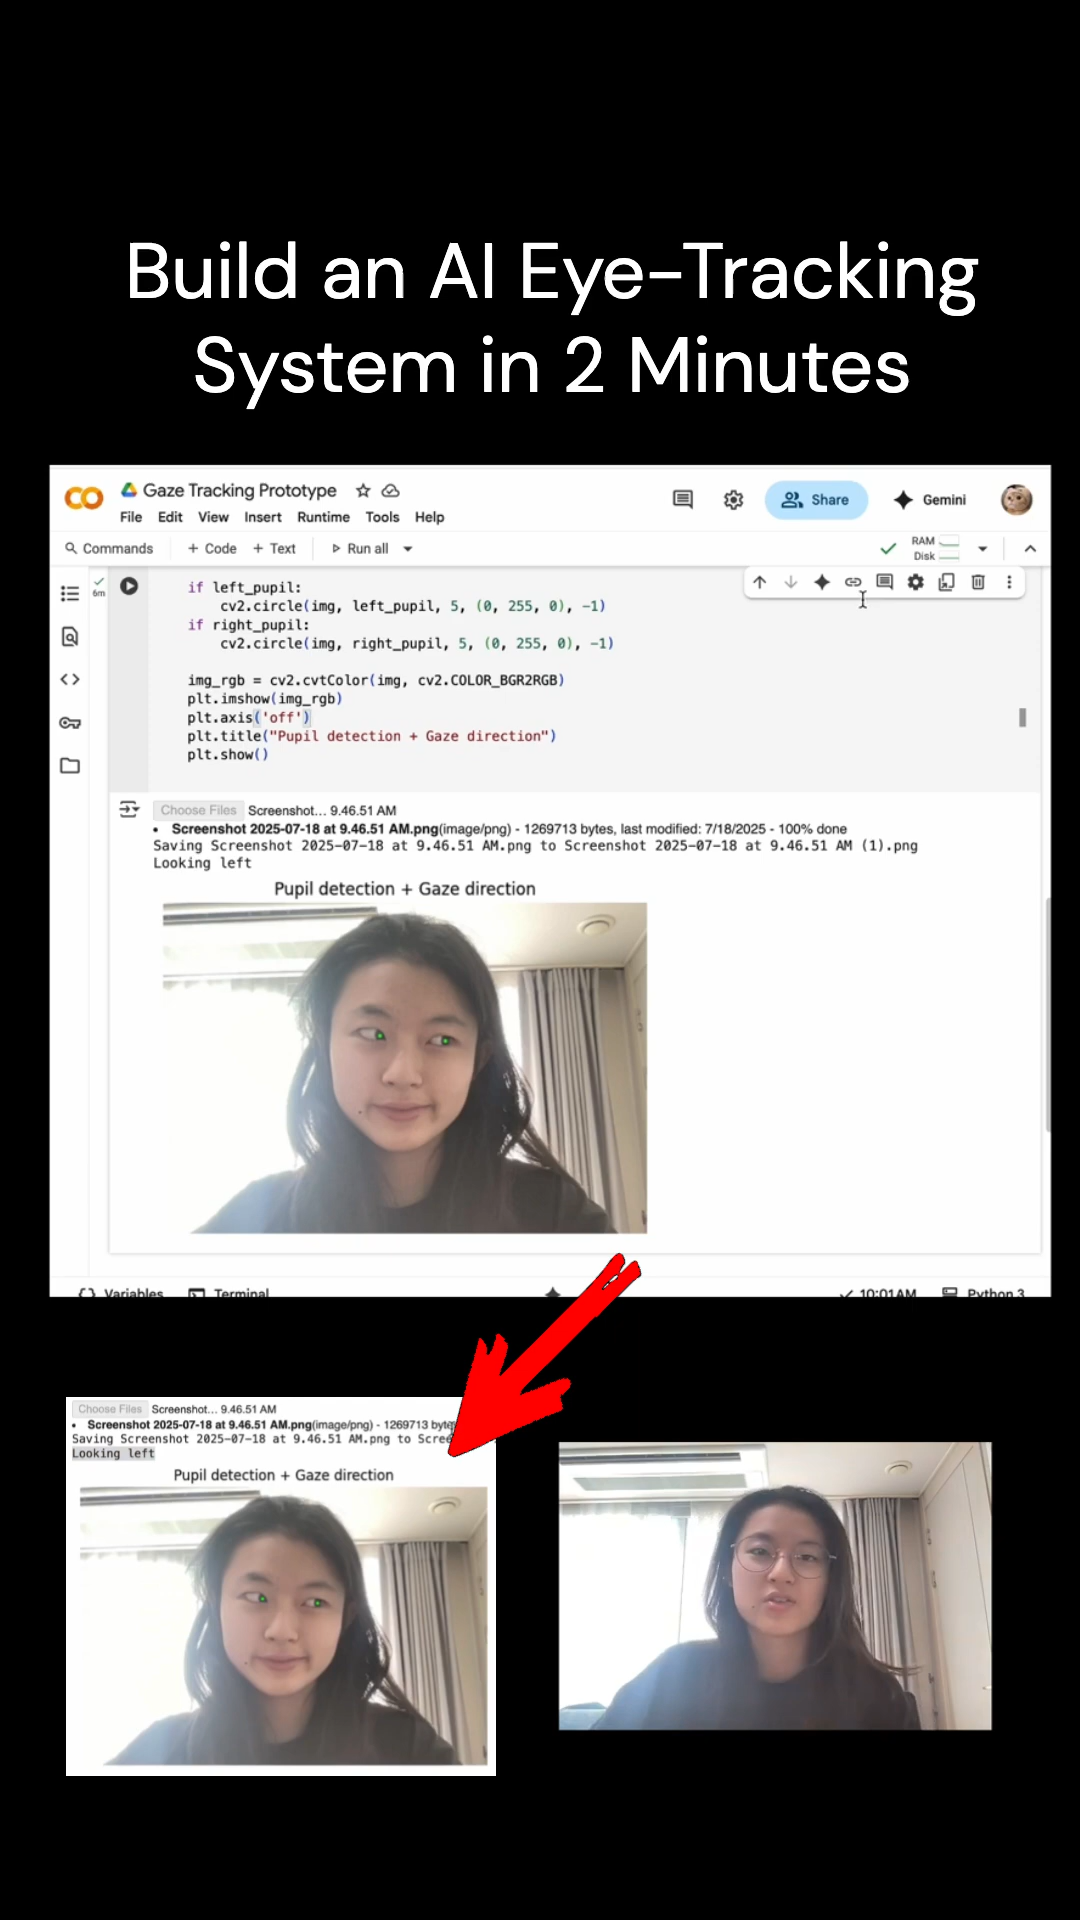 Build an AI Eye-Tracking
System in 2 Minutes
Gaze Tracking Prototype
Share
Gemini
File Edit View Insert Runtime Tools Help
Commands + Code + Text Run all
RAM
Disk
6m
if left_pupil:
cv2.circle(img, left_pupil, 5, (0, 255, 0), -1)
if right_pupil:
cv2.circle(img, right_pupil, 5, (0, 255, 0), -1)
img_rgb = cv2.cvtColor(img, cv2.COLOR_BGR2RGB)
plt.imshow(img_rgb)
plt.axis('off')
plt.title("Pupil detection + Gaze direction")
plt.show()
Choose Files Screenshot... 9.46.51 AM
• Screenshot 2025-07-18 at 9.46.51 AM.png(image/png) - 1269713 bytes, last modified: 7/18/2025 - 100% done
Saving Screenshot 2025-07-18 at 9.46.51 AM.png to Screenshot 2025-07-18 at 9.46.51 AM (1).png
Looking left
Pupil detection + Gaze direction
Variables Terminal 10:01 AM Python 3
Choose Files Screenshot... 9.46.51 AM
• Screenshot 2025-07-18 at 9.46.51 AM.png(image/png) - 1269713
Saving Screenshot 2025-07-18 at 9.46.51 AM.png to
Looking left
Pupil detection + Gaze direction